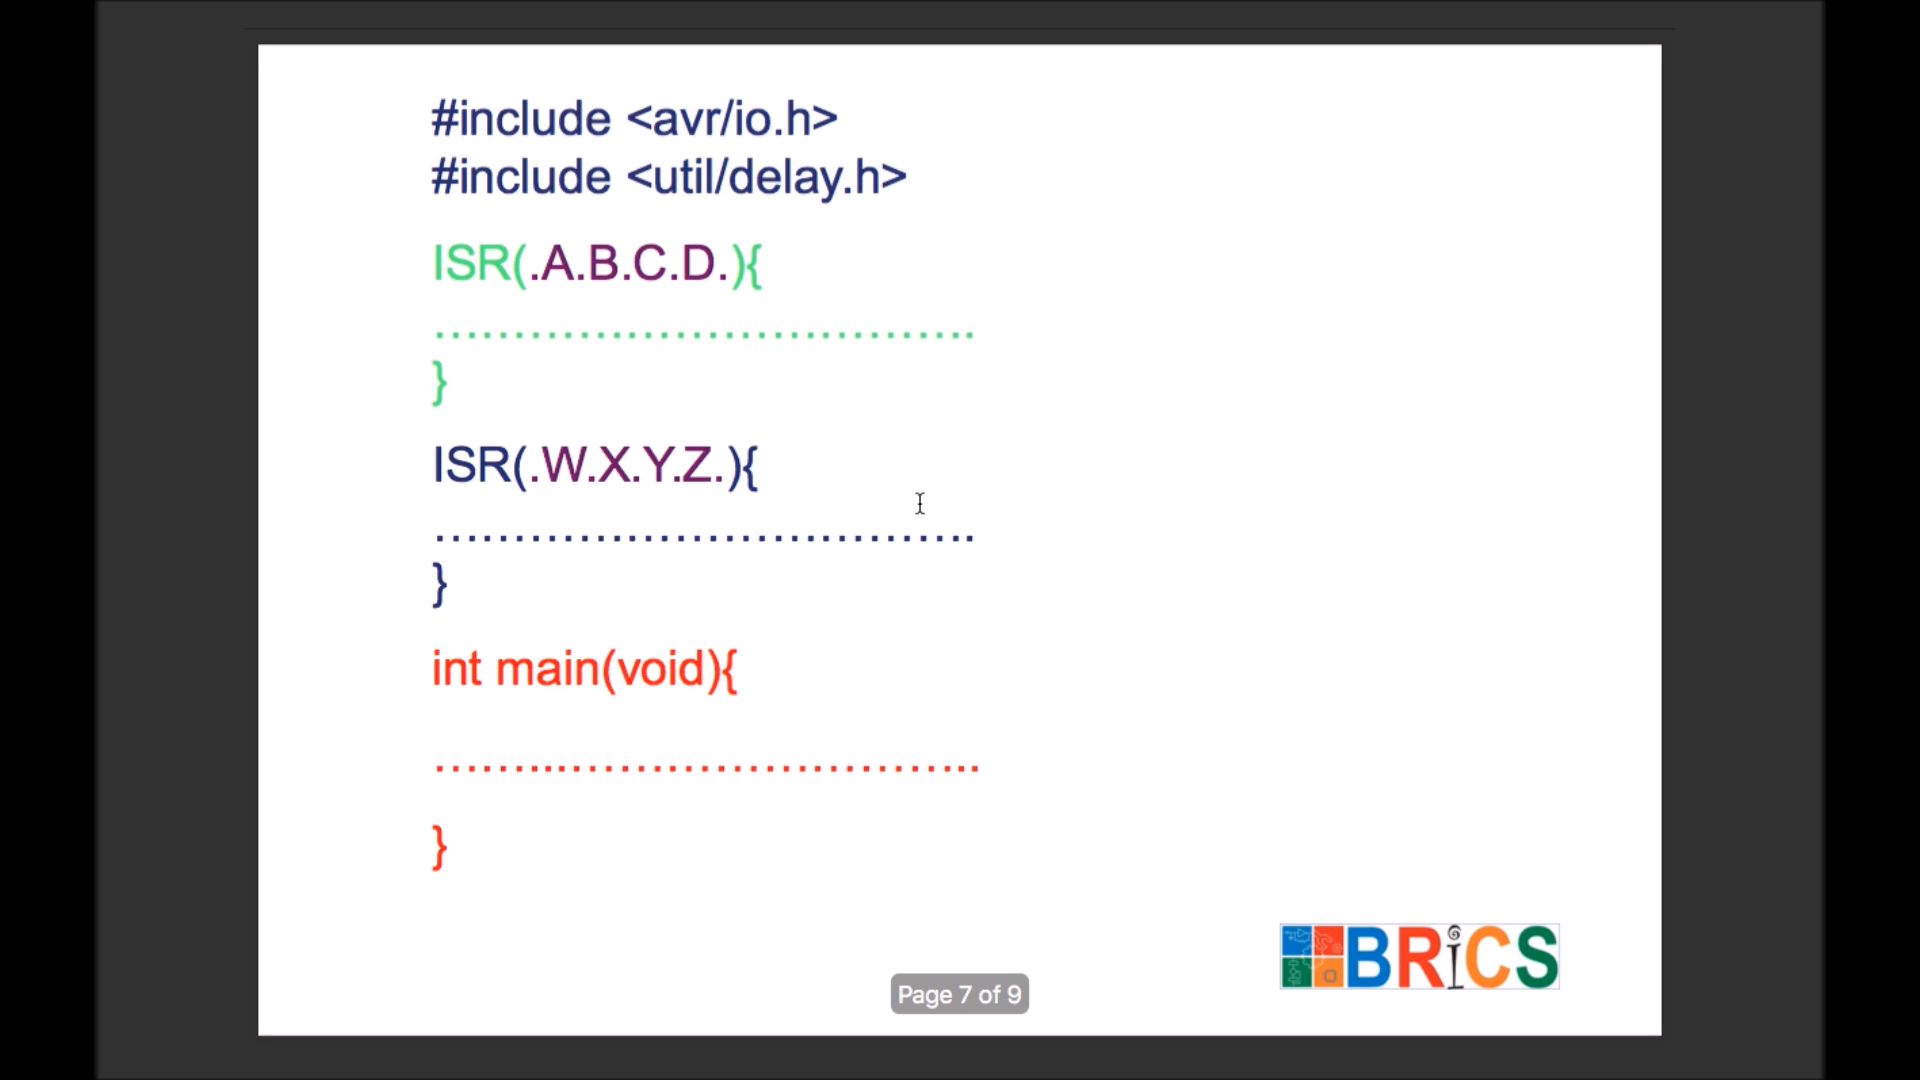 #include <avr/io.h>
#include <util/delay.h>
ISR(.A.B.C.D.){
……………………………….
}
ISR(.W.X.Y.Z.){
……………………………….
}
int main(void){
……...……………………..
}
BRiCS
Page 7 of 9